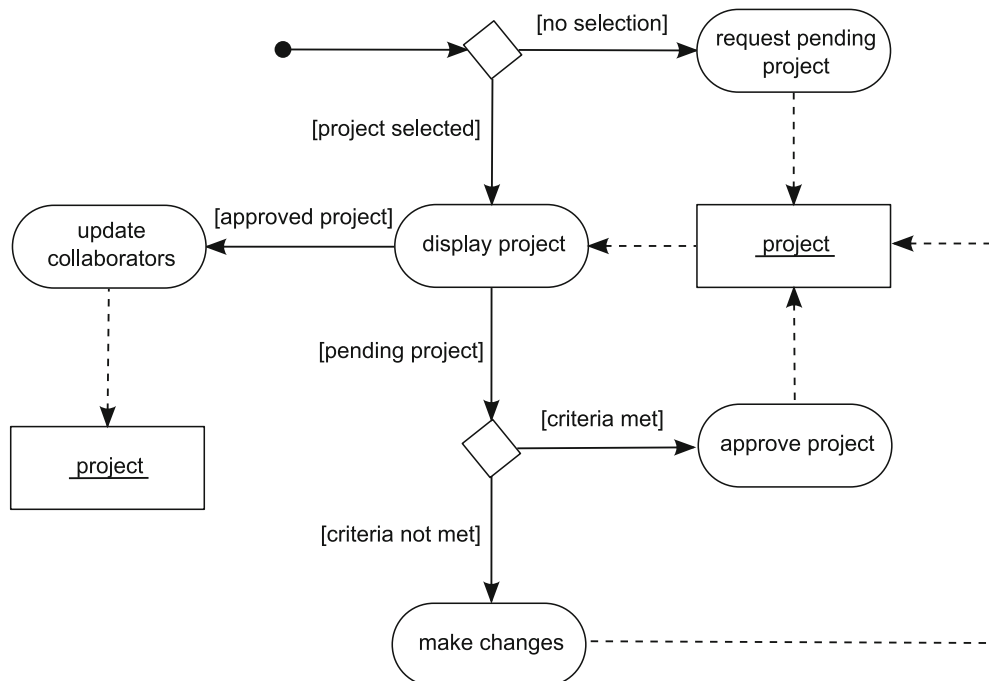 [no selection]
request pending
project
[project selected]
[approved project]
update
collaborators
display project
project
[pending project]
[criteria met]
approve project
project
[criteria not met]
make changes